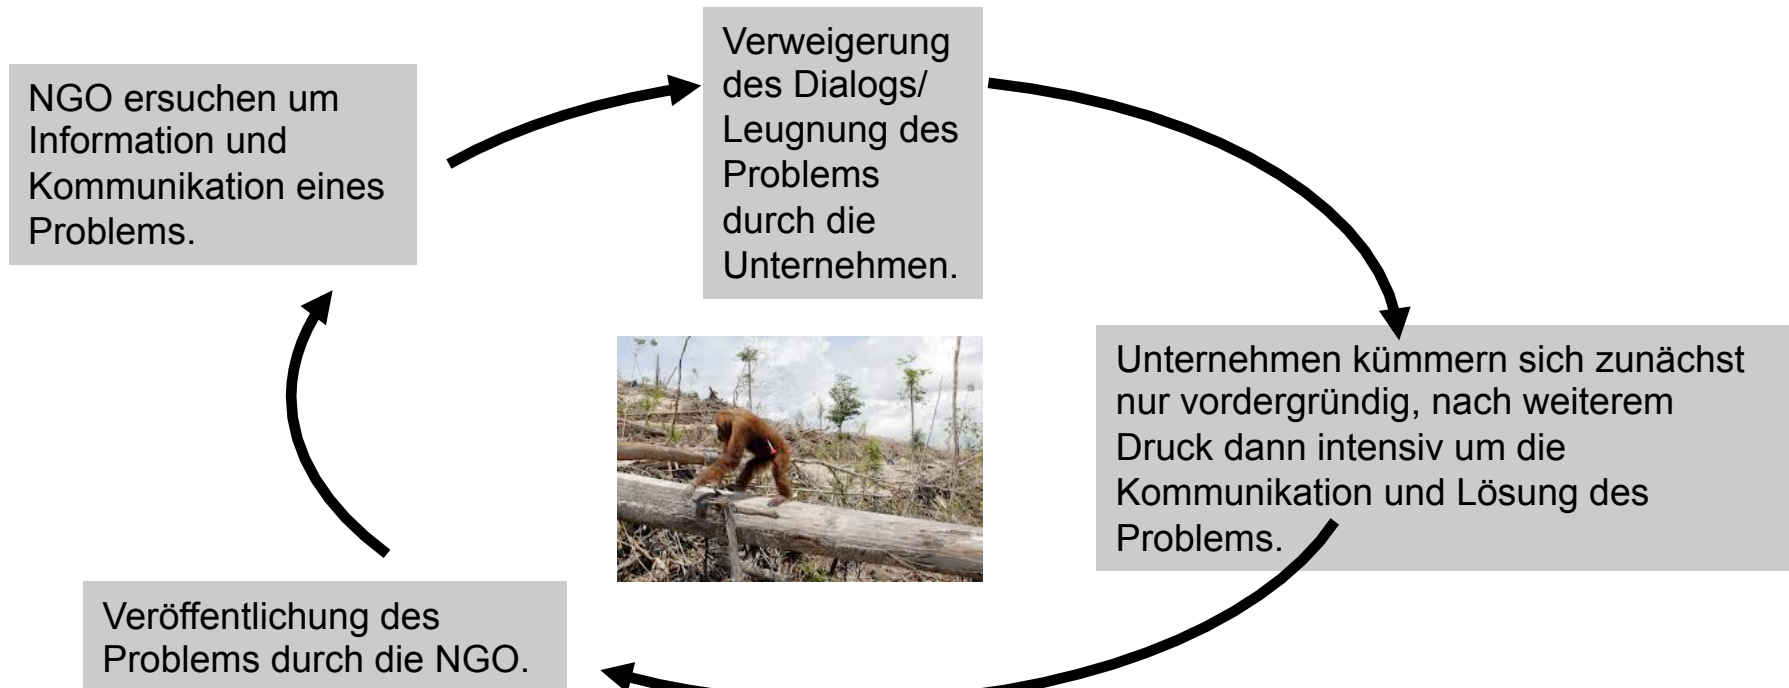 NGO ersuchen um
Information und
Kommunikation eines
Problems.
Verweigerung
des Dialogs/
Leugnung des
Problems
durch die
Unternehmen.
Unternehmen kümmern sich zunächst
nur vordergründig, nach weiterem
Druck dann intensiv um die
Kommunikation und Lösung des
Problems.
Veröffentlichung des
Problems durch die NGO.